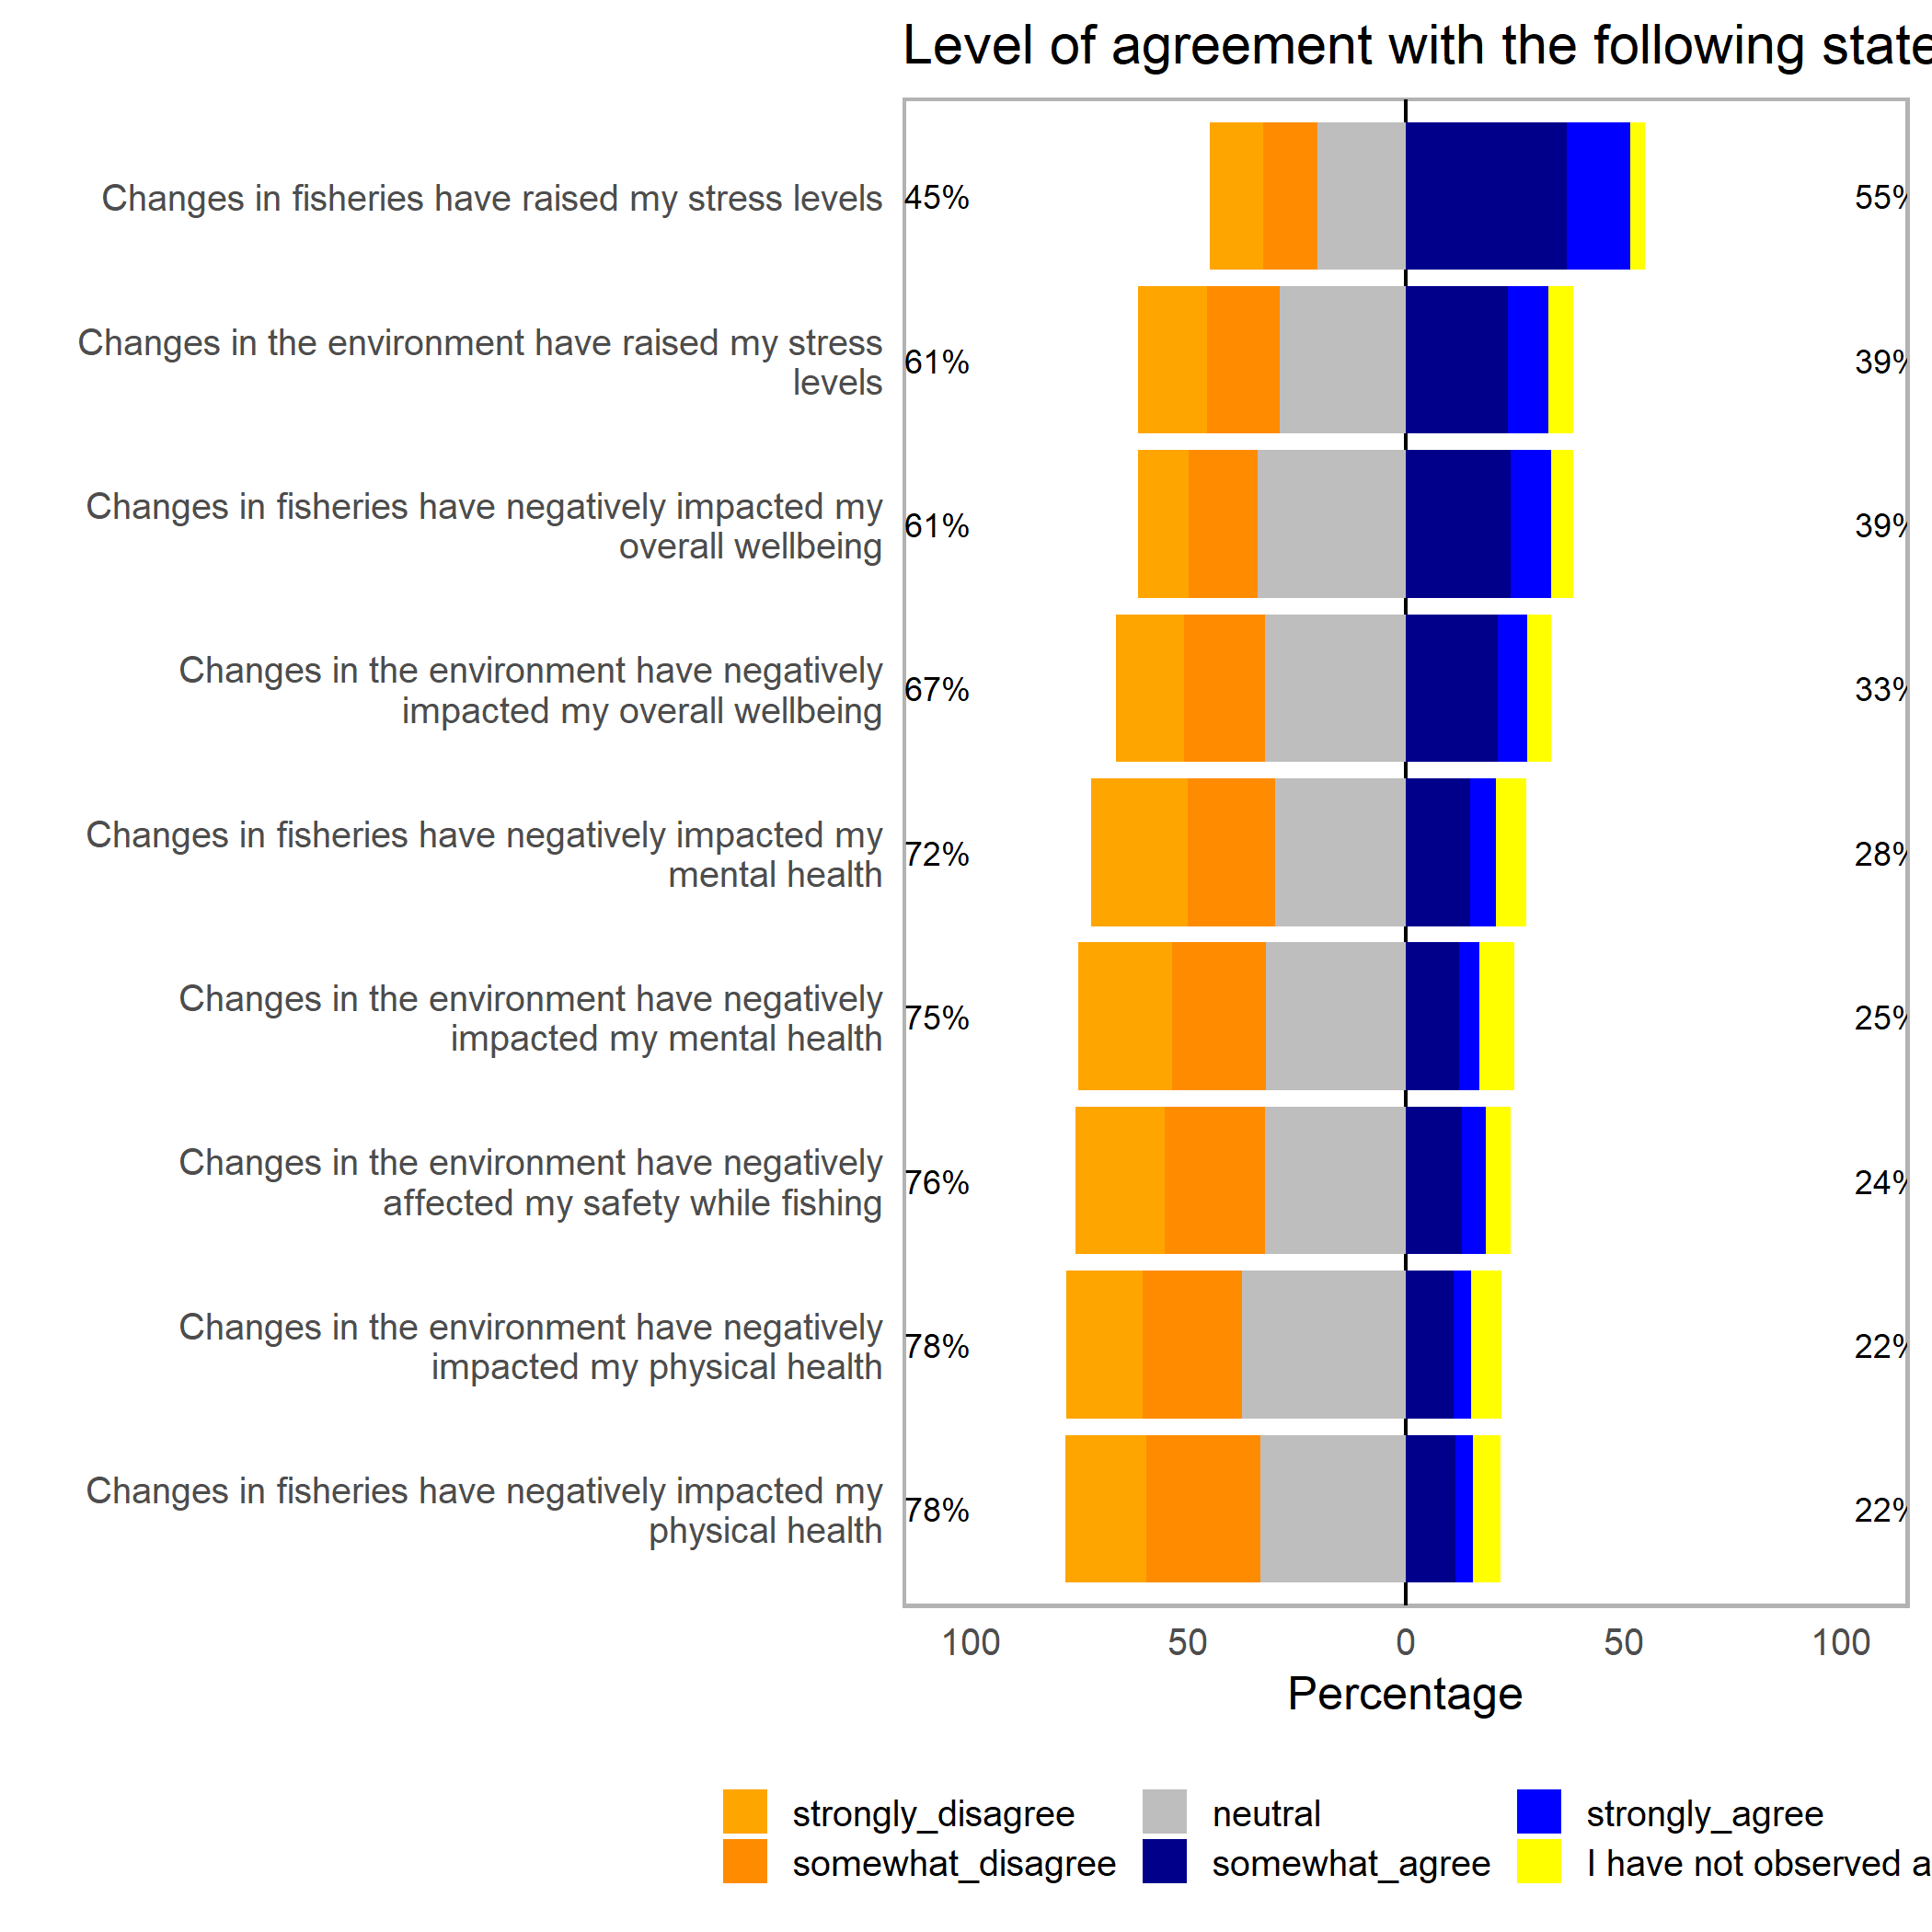 Level of agreement with the following state
Changes in fisheries have raised my stress levels
45%
55%
Changes in the environment have raised my stress
levels
61%
39%
Changes in fisheries have negatively impacted my
overall wellbeing
61%
39%
Changes in the environment have negatively
impacted my overall wellbeing
67%
33%
Changes in fisheries have negatively impacted my
mental health
72%
28%
Changes in the environment have negatively
impacted my mental health
75%
25%
Changes in the environment have negatively
affected my safety while fishing
76%
24%
Changes in the environment have negatively
impacted my physical health
78%
22%
Changes in fisheries have negatively impacted my
physical health
78%
22%
100 50 0 50 100
Percentage
strongly_disagree neutral strongly_agree
somewhat_disagree somewhat_agree I have not observed a